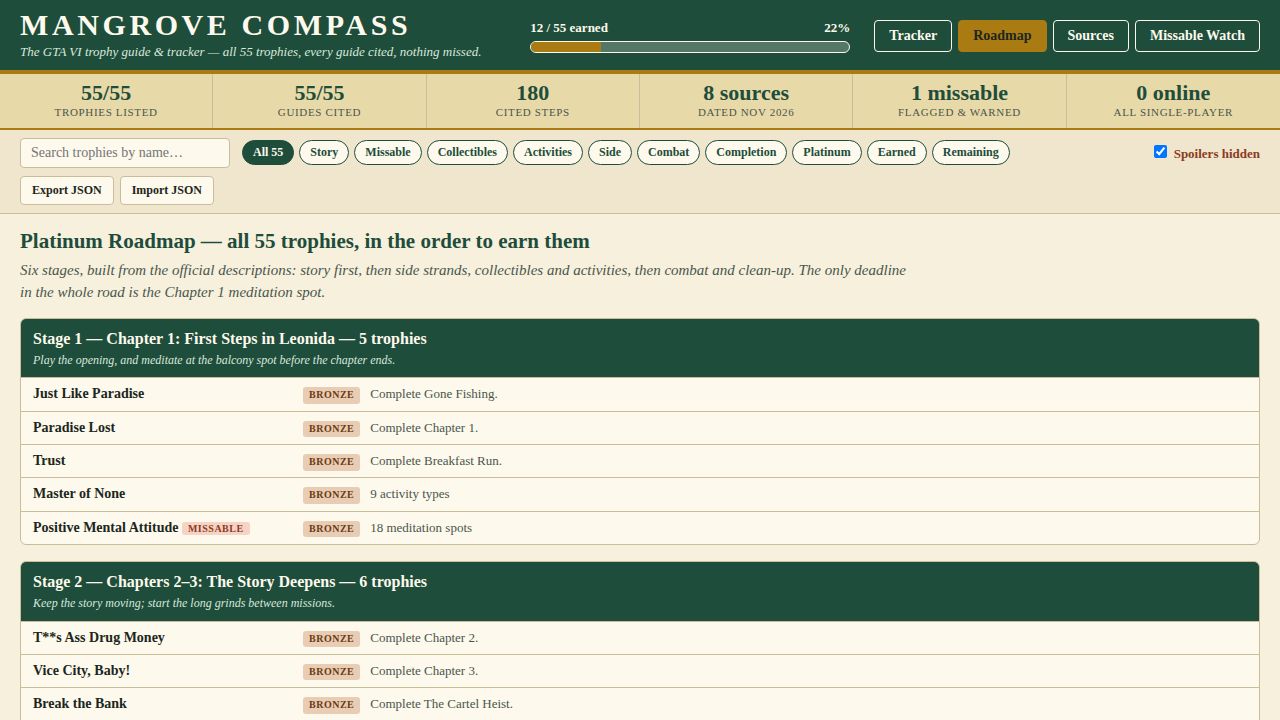 MANGROVE COMPASS
The GTA VI trophy guide & tracker — all 55 trophies, every guide cited, nothing missed.
12 / 55 earned 22%
Tracker Roadmap Sources Missable Watch
55/55 55/55 180 8 sources 1 missable 0 online
TROPHIES LISTED GUIDES CITED CITED STEPS DATED NOV 2026 FLAGGED & WARNED ALL SINGLE-PLAYER
Search trophies by name… All 55 Story Missable Collectibles Activities Side Combat Completion Platinum Earned Remaining Spoilers hidden
Export JSON Import JSON
Platinum Roadmap — all 55 trophies, in the order to earn them
Six stages, built from the official descriptions: story first, then side strands, collectibles and activities, then combat and clean-up. The only deadline
in the whole road is the Chapter 1 meditation spot.
Stage 1 — Chapter 1: First Steps in Leonida — 5 trophies
Play the opening, and meditate at the balcony spot before the chapter ends.
Just Like Paradise BRONZE Complete Gone Fishing.
Paradise Lost BRONZE Complete Chapter 1.
Trust BRONZE Complete Breakfast Run.
Master of None BRONZE 9 activity types
Positive Mental Attitude MISSABLE BRONZE 18 meditation spots
Stage 2 — Chapters 2–3: The Story Deepens — 6 trophies
Keep the story moving; start the long grinds between missions.
T**s Ass Drug Money BRONZE Complete Chapter 2.
Vice City, Baby! BRONZE Complete Chapter 3.
Break the Bank BRONZE Complete The Cartel Heist.